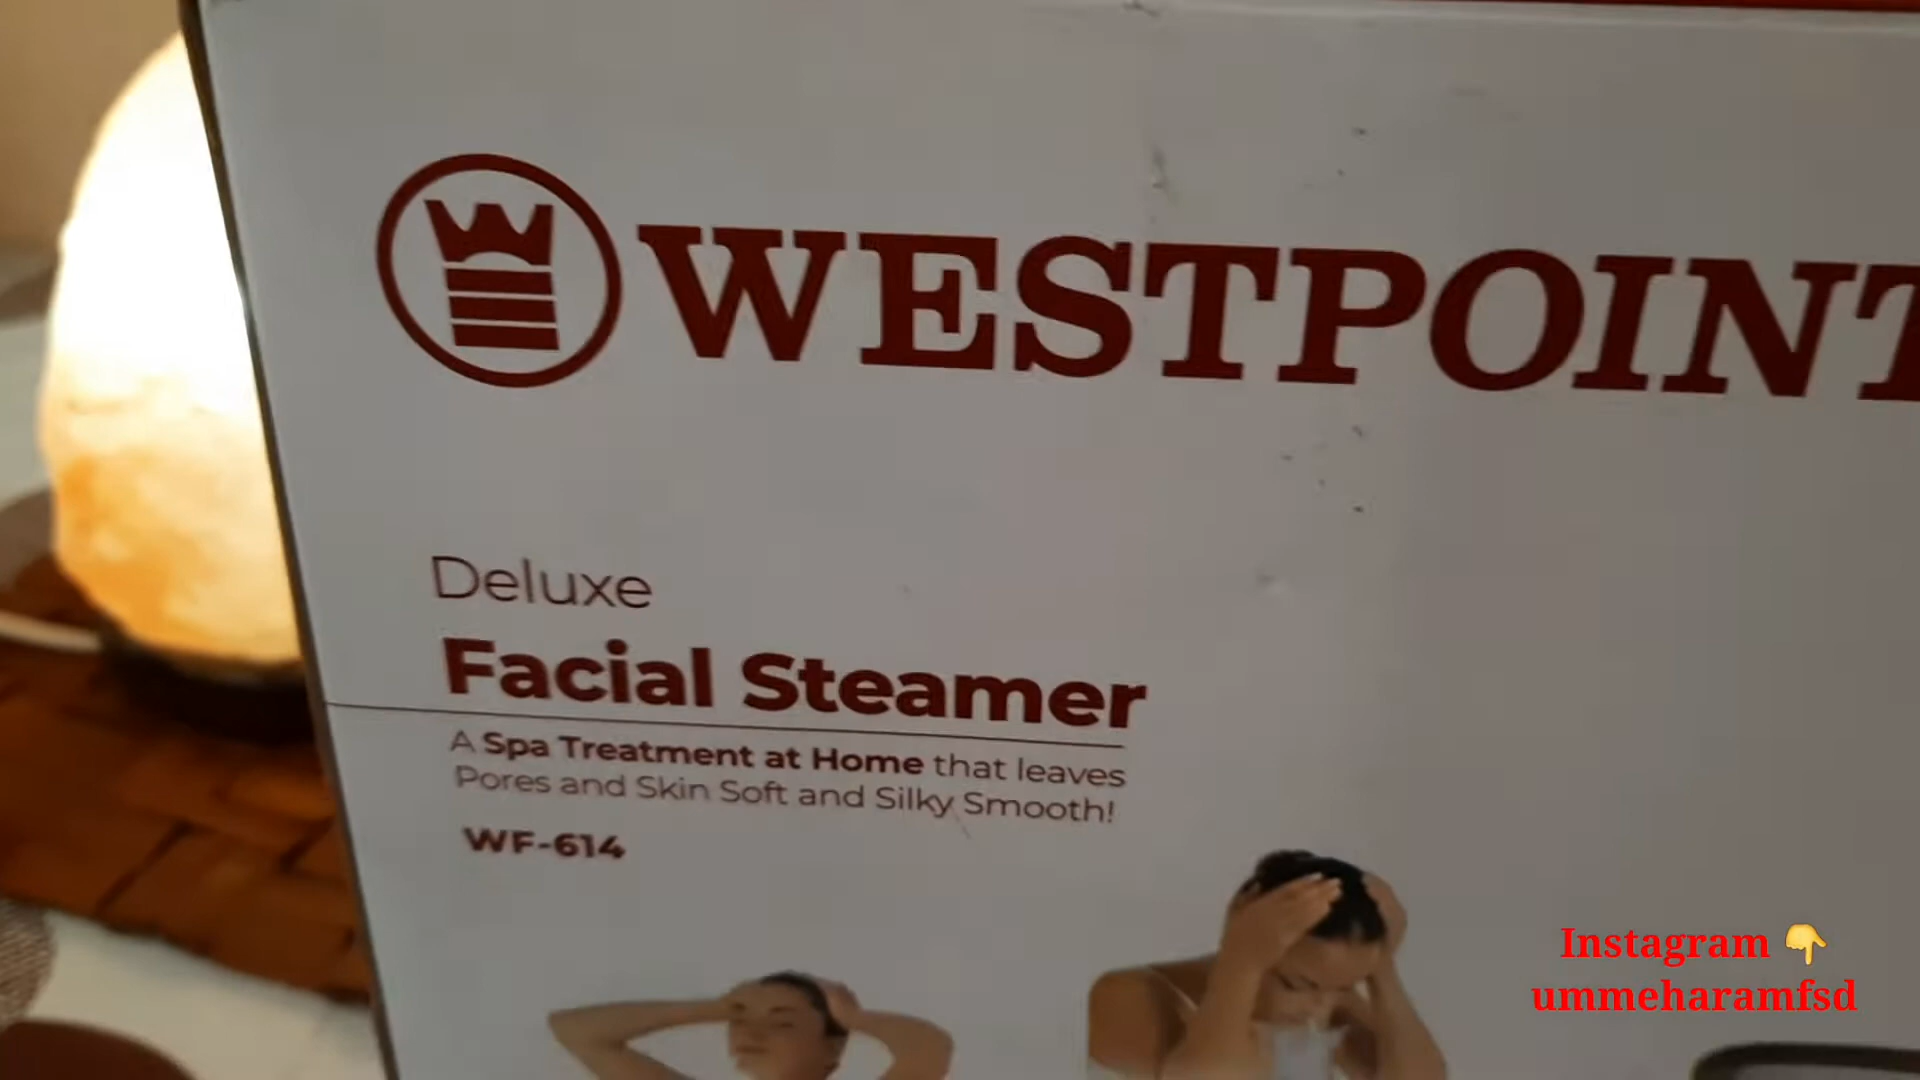 WESTPOINT
Deluxe
Facial Steamer
A Spa Treatment at Home that leaves
Pores and Skin Soft and Silky Smooth!
WF-614
Instagram 👇
ummeharamfsd